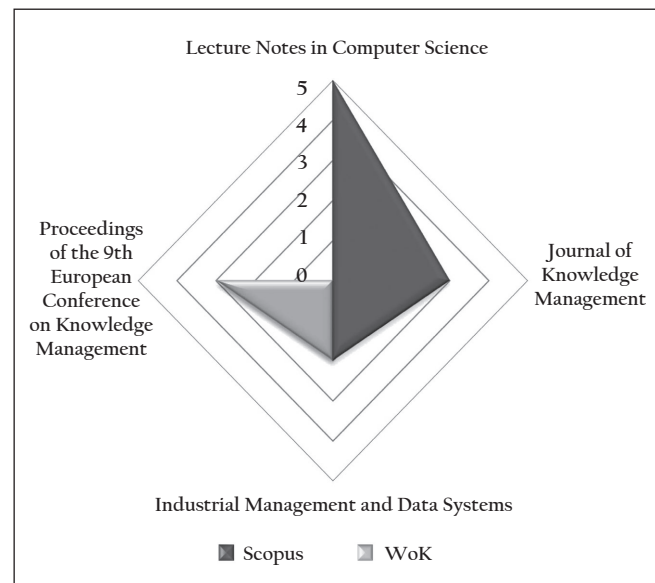 Lecture Notes in Computer Science
5
4
3
2
1
0
Proceedings
of the 9th
European
Conference
on Knowledge
Management
Journal of
Knowledge
Management
Industrial Management and Data Systems
Scopus
WoK